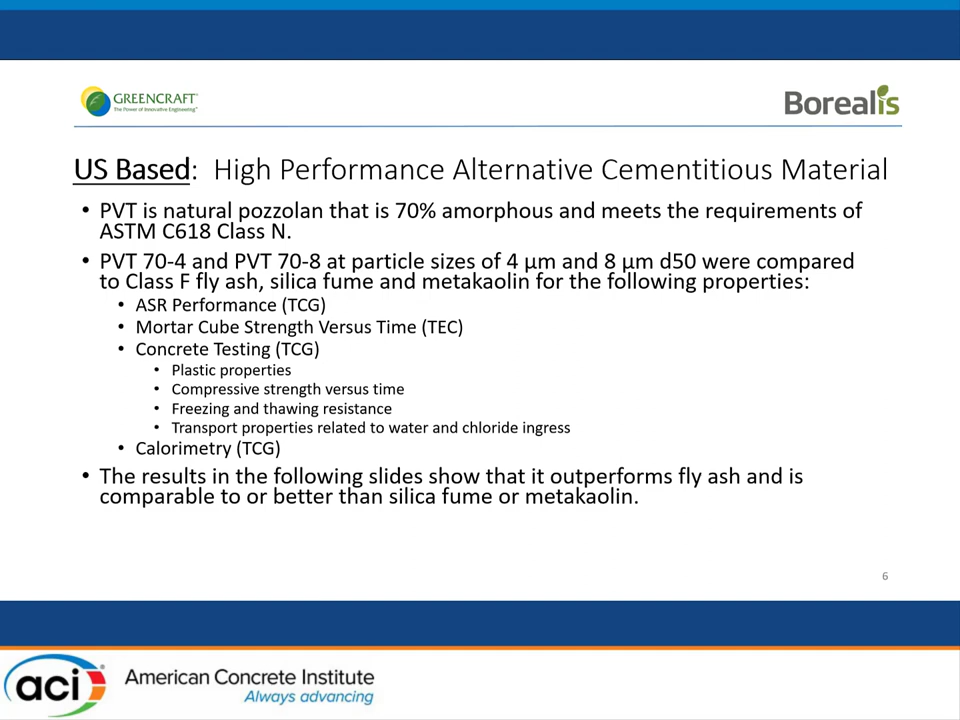 GREENCRAFT
The Power of Innovative Engineering
Borealis
US Based: High Performance Alternative Cementitious Material
• PVT is natural pozzolan that is 70% amorphous and meets the requirements of
ASTM C618 Class N.
• PVT 70-4 and PVT 70-8 at particle sizes of 4 µm and 8 µm d50 were compared
to Class F fly ash, silica fume and metakaolin for the following properties:
• ASR Performance (TCG)
• Mortar Cube Strength Versus Time (TEC)
• Concrete Testing (TCG)
• Plastic properties
• Compressive strength versus time
• Freezing and thawing resistance
• Transport properties related to water and chloride ingress
• Calorimetry (TCG)
• The results in the following slides show that it outperforms fly ash and is
comparable to or better than silica fume or metakaolin.
6
aci American Concrete Institute
Always advancing